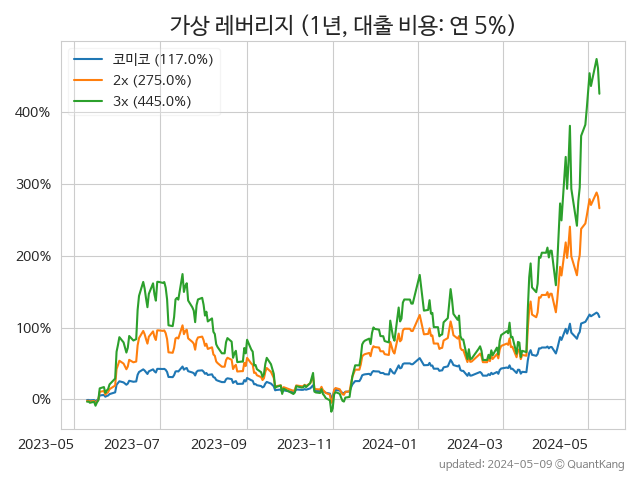 가상 레버리지 (1년, 대출 비용: 연 5%)
코미코 (117.0%)
2x (275.0%)
3x (445.0%)
400%
300%
200%
100%
0%
2023-05 2023-07 2023-09 2023-11 2024-01 2024-03 2024-05
updated: 2024-05-09 © QuantKang